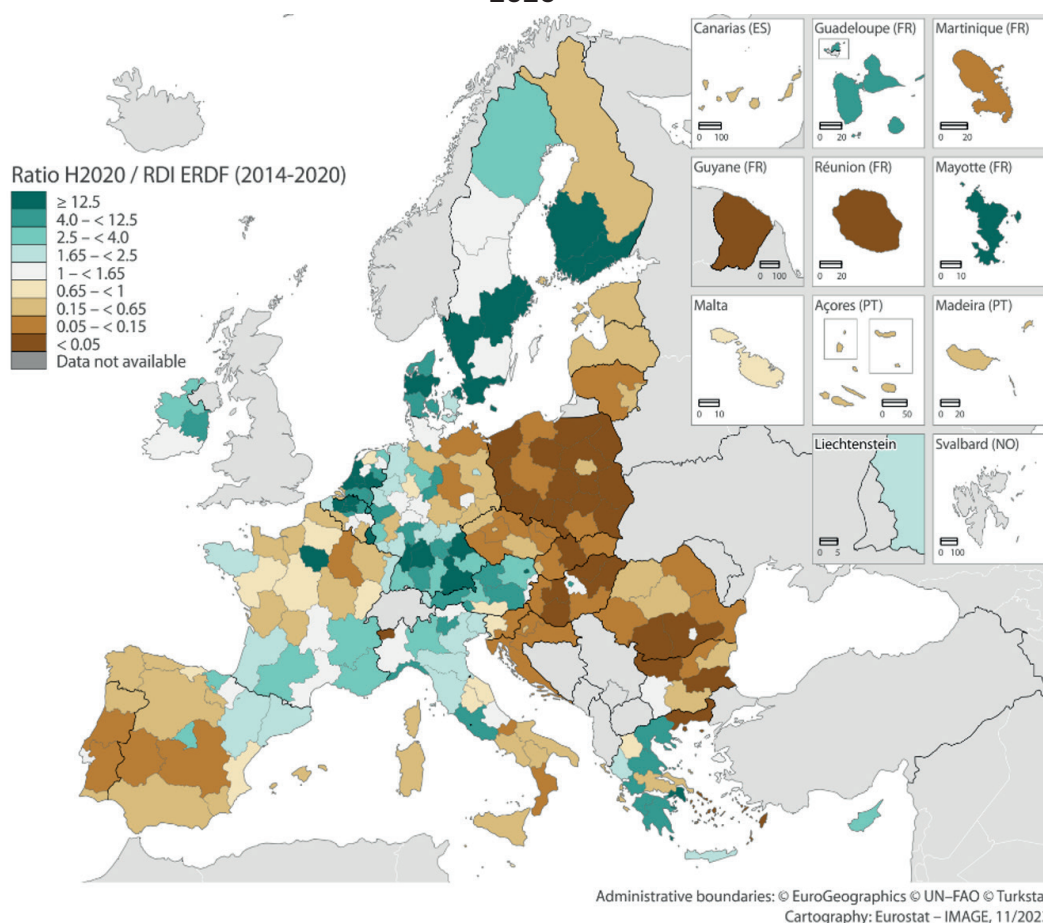 Canarias (ES)
0 100
Guadeloupe (FR)
0 20
Martinique (FR)
0 20
Ratio H2020 / RDI ERDF (2014-2020)
≥ 12.5
4.0 – < 12.5
2.5 – < 4.0
1.65 – < 2.5
1 – < 1.65
0.65 – < 1
0.15 – < 0.65
0.05 – < 0.15
< 0.05
Data not available
Guyane (FR)
0 100
Réunion (FR)
0 20
Mayotte (FR)
0 10
Malta
0 10
Açores (PT)
0 50
Madeira (PT)
0 20
Liechtenstein
0 5
Svalbard (NO)
0 100
Administrative boundaries: © EuroGeographics © UN–FAO © Turksta
Cartography: Eurostat – IMAGE, 11/202